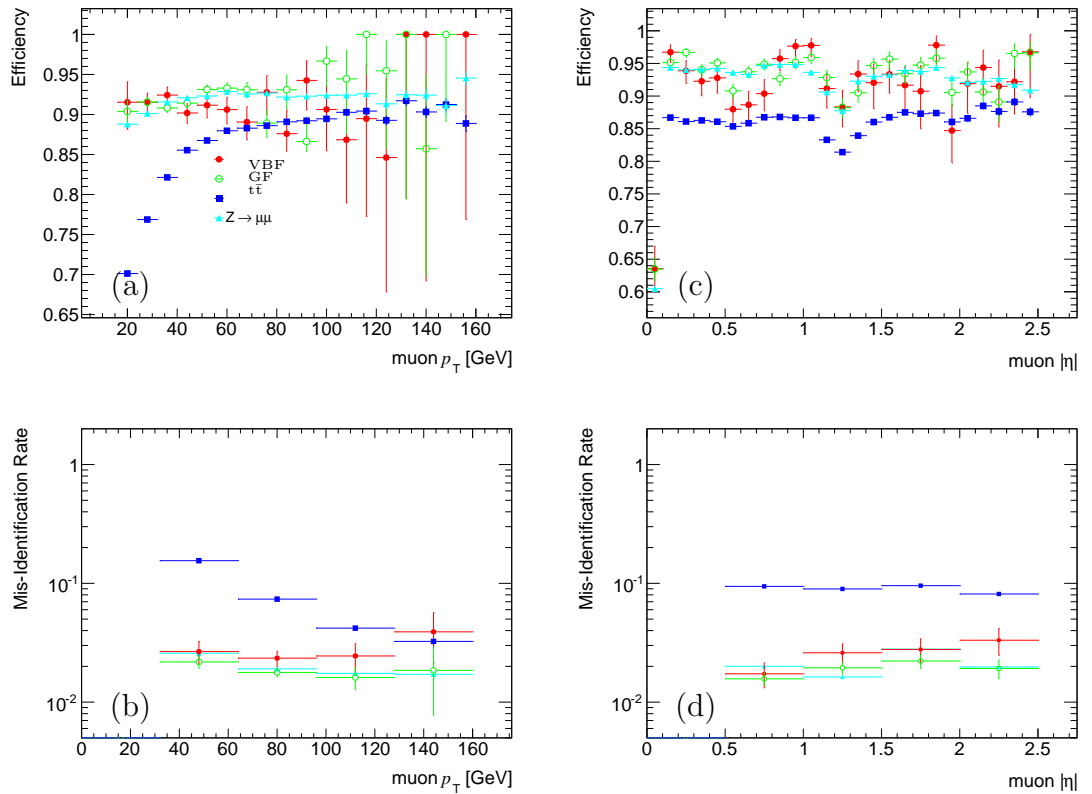 Efficiency
1
0.95
0.9
0.85
0.8
0.75
0.7
0.65
VBF
GF
tt̄
Z → μμ
(a)
20 40 60 80 100 120 140 160
muon p_T [GeV]
Efficiency
1
0.95
0.9
0.85
0.8
0.75
0.7
0.65
0.6
(c)
0 0.5 1 1.5 2 2.5
muon |η|
Mis-Identification Rate
1
10⁻¹
10⁻²
(b)
0 20 40 60 80 100 120 140 160
muon p_T [GeV]
Mis-Identification Rate
1
10⁻¹
10⁻²
(d)
0 0.5 1 1.5 2 2.5
muon |η|